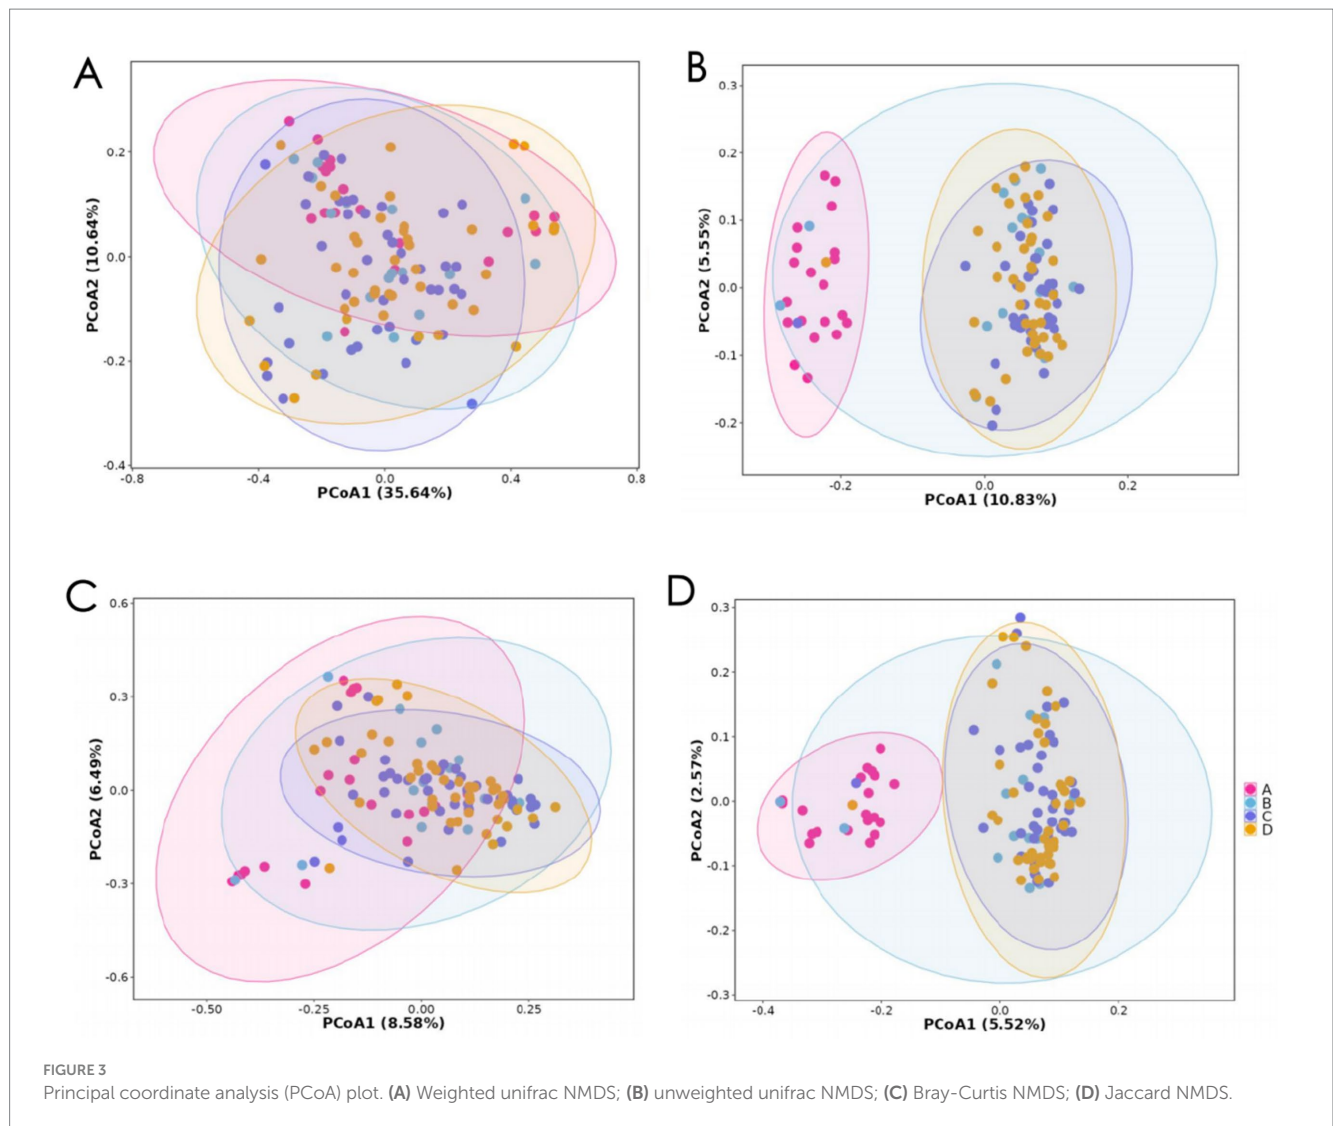 A
0.2
0.0
-0.2
-0.4
-0.8
-0.4
0.0
0.4
0.8
PCoA2 (10.64%)
PCoA1 (35.64%)
B
0.3
0.2
0.1
0.0
-0.1
-0.2
-0.2
0.0
0.2
PCoA2 (5.55%)
PCoA1 (10.83%)
C
0.6
0.3
0.0
-0.3
-0.6
-0.50
-0.25
0.00
0.25
PCoA2 (6.49%)
PCoA1 (8.58%)
D
0.3
0.2
0.1
0.0
-0.1
-0.2
-0.3
-0.4
-0.2
0.0
0.2
PCoA2 (2.57%)
PCoA1 (5.52%)
A
B
C
D
FIGURE 3
Principal coordinate analysis (PCoA) plot. (A) Weighted unifrac NMDS; (B) unweighted unifrac NMDS; (C) Bray-Curtis NMDS; (D) Jaccard NMDS.